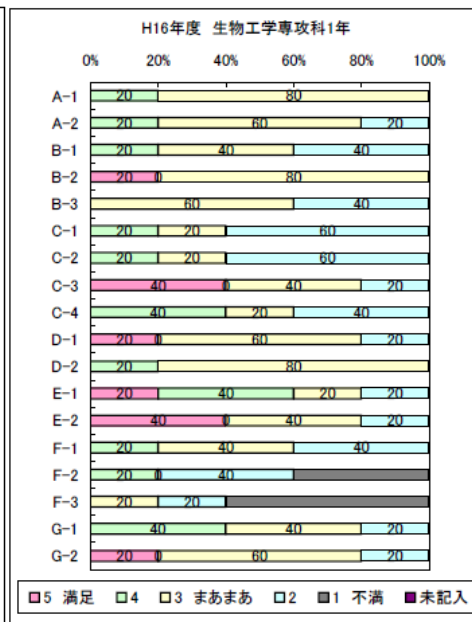 H16年度 生物工学専攻科1年
0% 20% 40% 60% 80% 100%
A-1 20 80
A-2 20 60 20
B-1 20 40 40
B-2 20 0 80
B-3 60 40
C-1 20 20 60
C-2 20 20 60
C-3 40 0 40 20
C-4 40 20 40
D-1 20 0 60 20
D-2 20 80
E-1 20 40 20 20
E-2 40 0 40 20
F-1 20 40 40
F-2 20 0 40
F-3 20 20
G-1 40 40 20
G-2 20 0 60 20
5 満足 4 3 まあまあ 2 1 不満 未記入